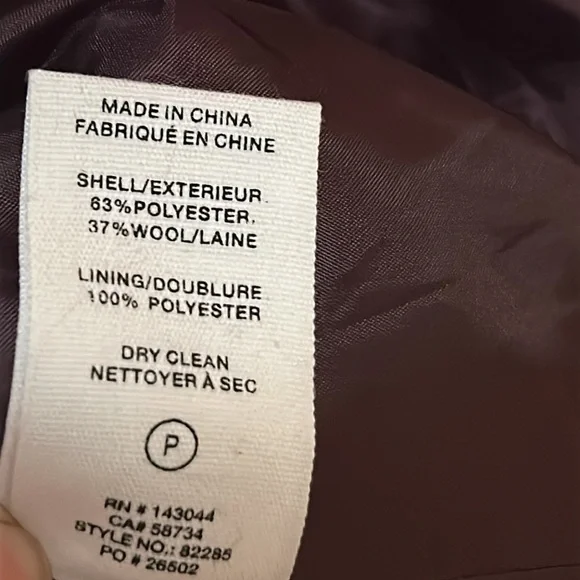 MADE IN CHINA
FABRIQUÉ EN CHINE
SHELL/EXTERIEUR
63%POLYESTER,
37%WOOL/LAINE
LINING/DOUBLURE
100% POLYESTER
DRY CLEAN
NETTOYER À SEC
P
RN # 143044
CA# 58734
STYLE NO.: 82285
PO # 26502